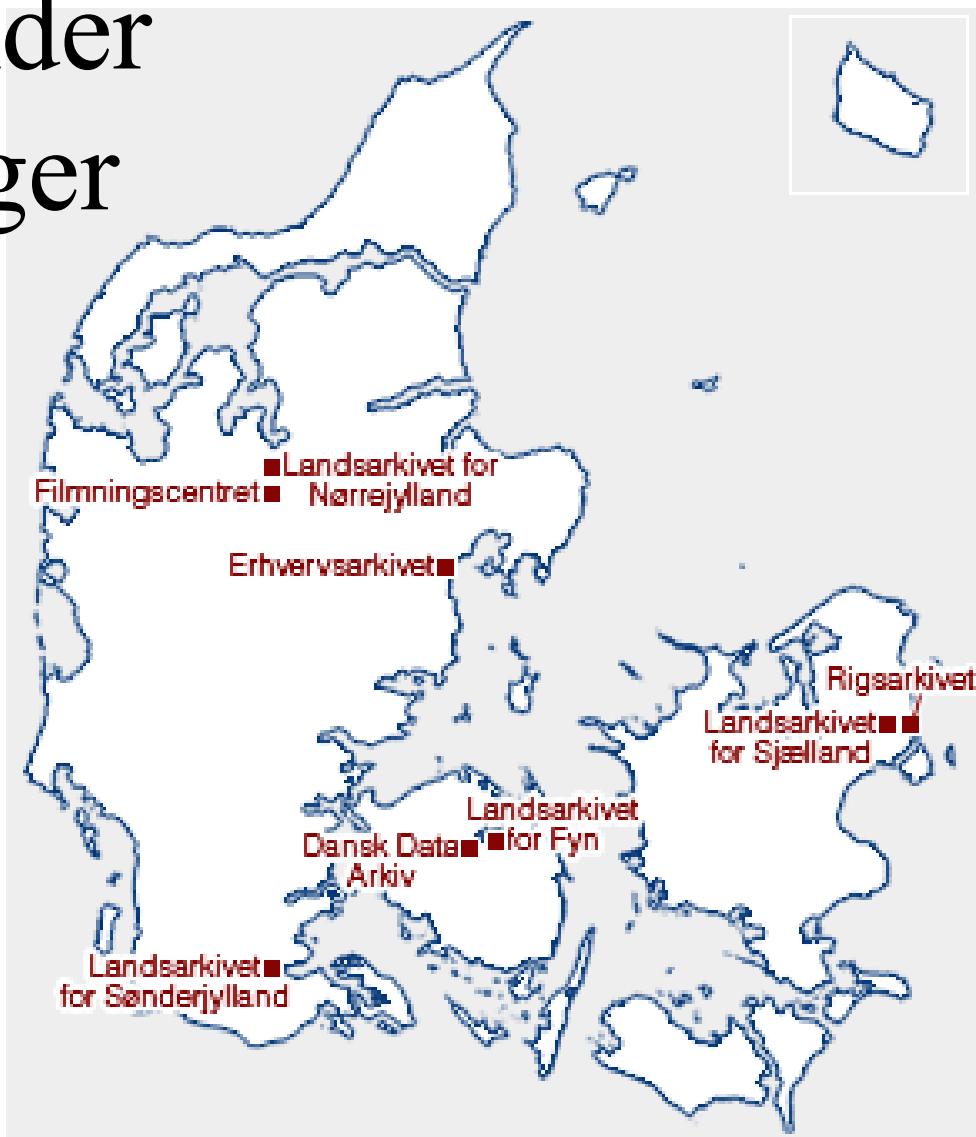 der
ger
Landsarkivet for
Nørrejylland
Filmningscentret
Erhvervsarkivet
Rigsarkivet
Landsarkivet
for Sjælland
Landsarkivet
for Fyn
Dansk Data
Arkiv
Landsarkivet
for Sønderjylland